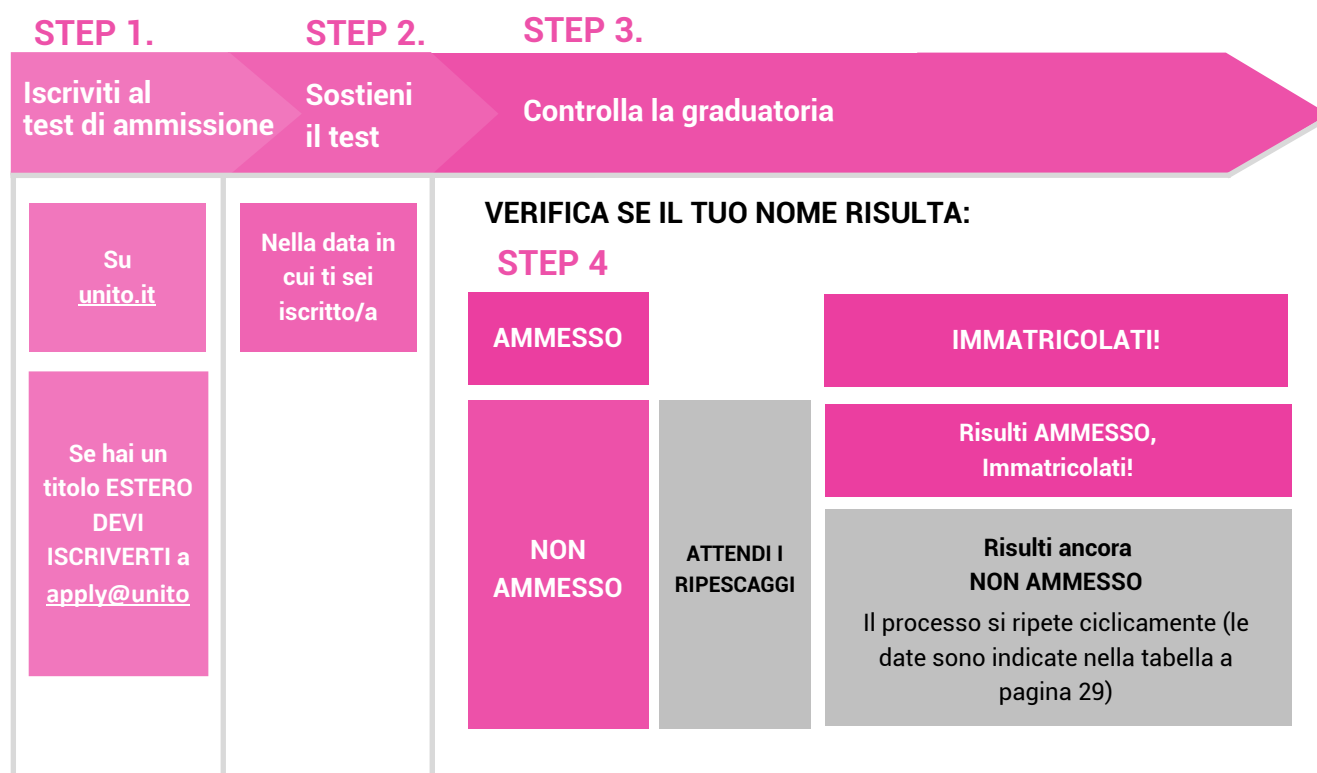 STEP 1.
STEP 2.
STEP 3.
Iscriviti al
test di ammissione
Sostieni
il test
Controlla la graduatoria
Su
unito.it
Se hai un
titolo ESTERO
DEVI
ISCRIVERTI a
apply@unito
Nella data in
cui ti sei
iscritto/a
VERIFICA SE IL TUO NOME RISULTA:
STEP 4
AMMESSO
IMMATRICOLATI!
NON
AMMESSO
ATTENDI I
RIPESCAGGI
Risulti AMMESSO,
Immatricolati!
Risulti ancora
NON AMMESSO
Il processo si ripete ciclicamente (le
date sono indicate nella tabella a
pagina 29)